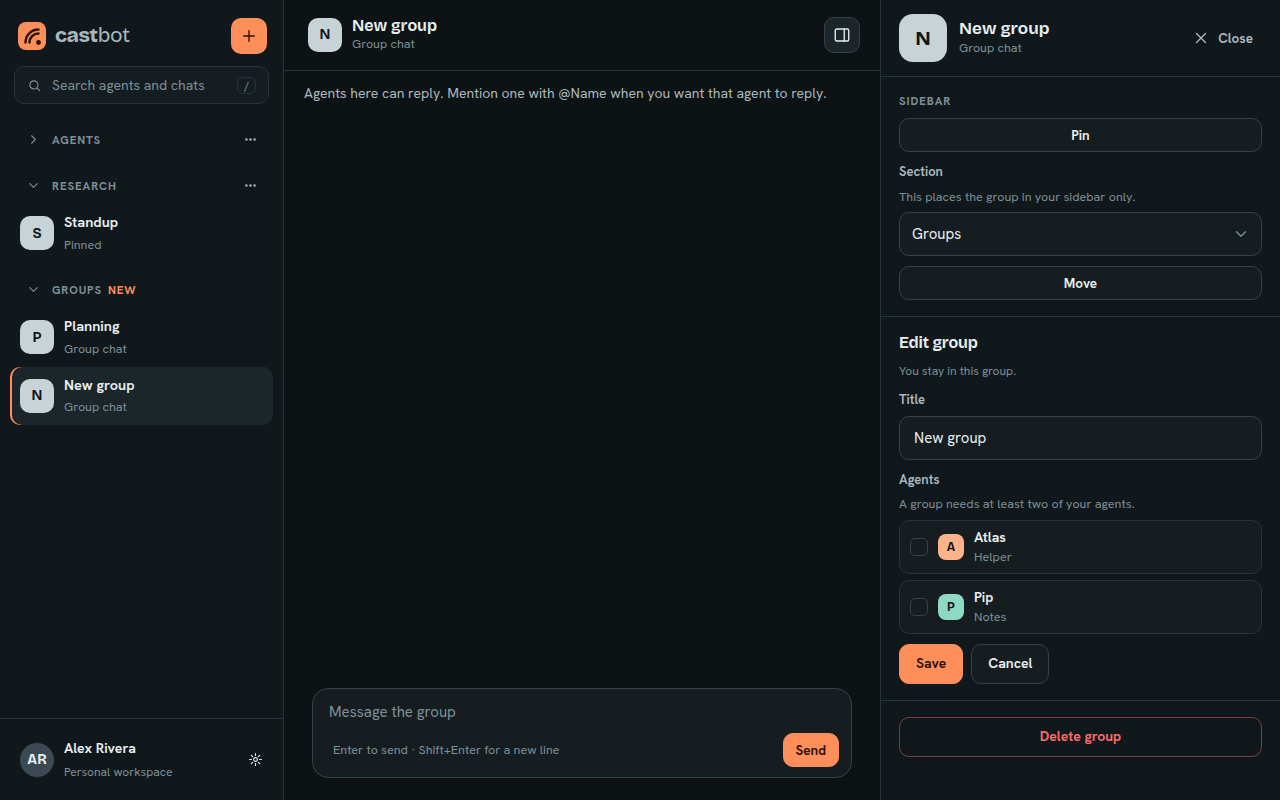 castbot
Search agents and chats /
AGENTS
RESEARCH
S
Standup
Pinned
GROUPS NEW
P
Planning
Group chat
N
New group
Group chat
AR
Alex Rivera
Personal workspace
N
New group
Group chat
Agents here can reply. Mention one with @Name when you want that agent to reply.
Message the group
Enter to send · Shift+Enter for a new line
Send
N
New group
Group chat
Close
SIDEBAR
Pin
Section
This places the group in your sidebar only.
Groups
Move
Edit group
You stay in this group.
Title
New group
Agents
A group needs at least two of your agents.
A
Atlas
Helper
P
Pip
Notes
Save
Cancel
Delete group